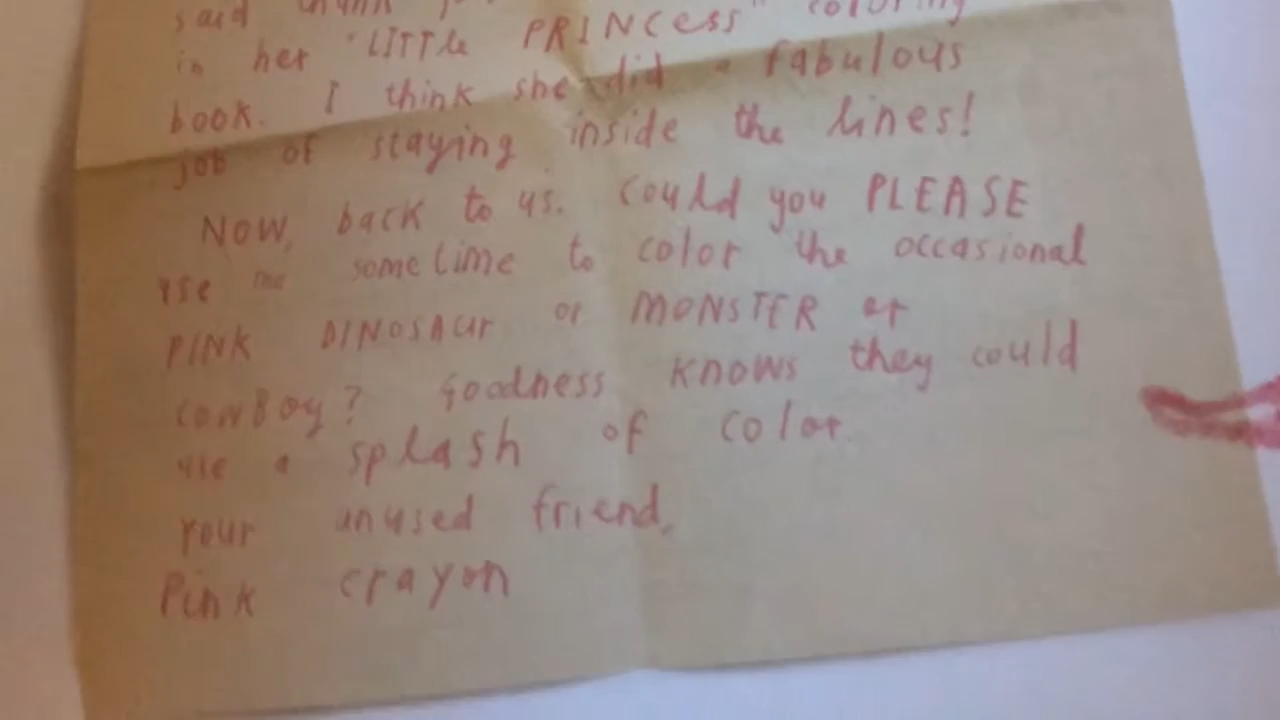 said thank
in her "LITTLE PRINCESS" coloring
book. I think she did a fabulous
job of staying inside the lines!
Now, back to us. Could you PLEASE
use me sometime to color the occasional
PINK DINOSAUr or MONSTER or
cowBoy? Goodness knows they could
use a splash of color.
Your unused friend,
Pink crayon